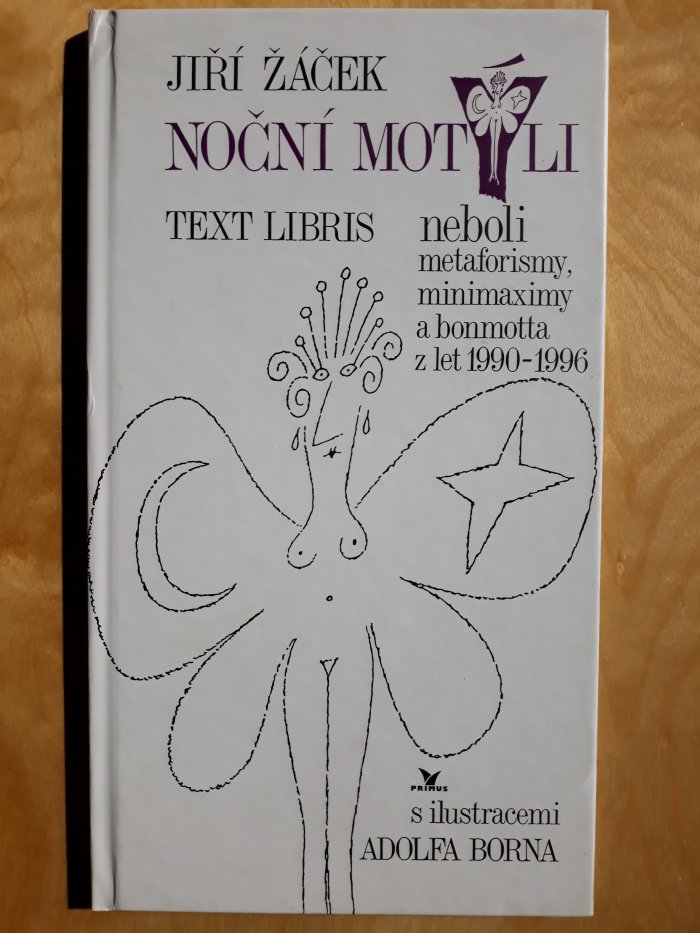 JIŘÍ ŽÁČEK
NOČNÍ MOTÝLI
TEXT LIBRIS
neboli
metaforismy,
minimaximy
a bonmotta
z let 1990-1996
PRIMUS
s ilustracemi
ADOLFA BORNA